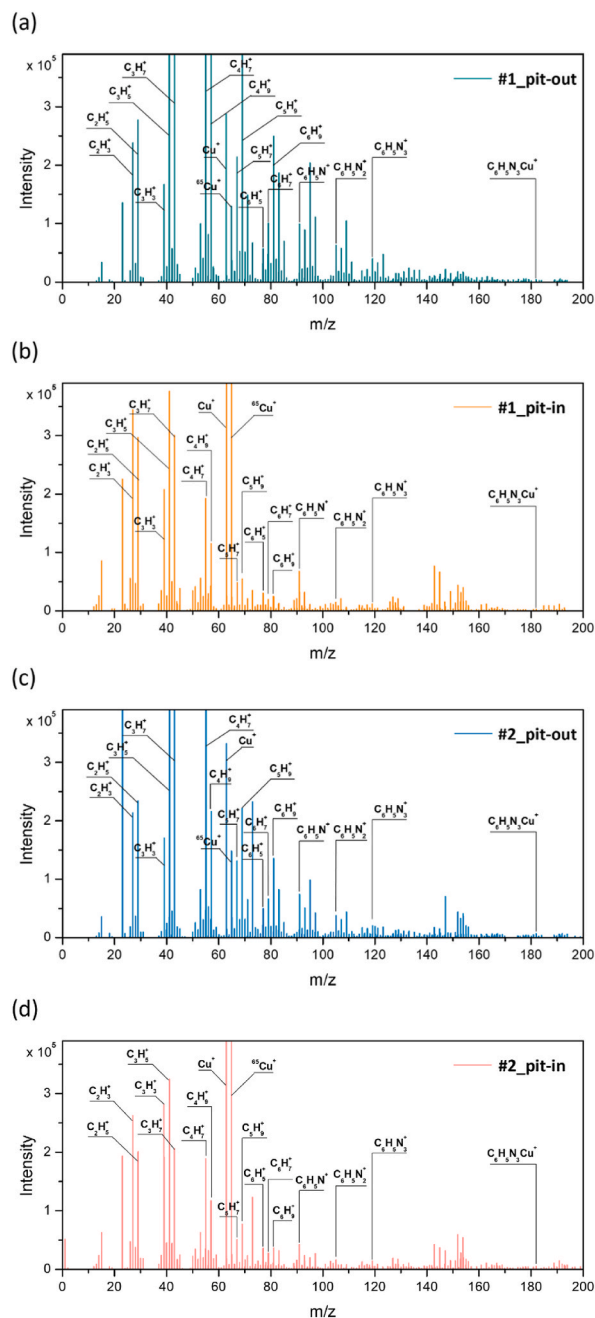 (a)
x 10⁵
#1_pit-out
C₃H₇⁺
C₄H₇⁺
C₃H₅⁺
C₄H₉⁺
C₂H₅⁺
C₅H₉⁺
C₂H₃⁺
Cu⁺
C₆H₉⁺
C₅H₇⁺
C₆H₇⁺
C₆H₅N⁺
C₆H₅N₂⁺
C₆H₅N₃⁺
C₆H₅N₃Cu⁺
C₃H₃⁺
⁶⁵Cu⁺
C₆H₅⁺
Intensity
3
2
1
0
0 20 40 60 80 100 120 140 160 180 200
m/z
(b)
x 10⁵
#1_pit-in
C₃H₇⁺
Cu⁺
⁶⁵Cu⁺
C₃H₅⁺
C₂H₅⁺
C₄H₉⁺
C₂H₃⁺
C₄H₇⁺
C₅H₉⁺
C₆H₇⁺
C₆H₅N⁺
C₆H₅N₂⁺
C₆H₅N₃⁺
C₆H₅N₃Cu⁺
C₃H₃⁺
C₆H₅⁺
C₅H₇⁺
C₆H₉⁺
Intensity
3
2
1
0
0 20 40 60 80 100 120 140 160 180 200
m/z
(c)
x 10⁵
#2_pit-out
C₃H₇⁺
C₄H₇⁺
C₃H₅⁺
Cu⁺
C₂H₅⁺
C₄H₉⁺
C₅H₉⁺
C₂H₃⁺
C₅H₇⁺
C₆H₉⁺
C₆H₇⁺
C₆H₅N⁺
C₆H₅N₂⁺
C₆H₅N₃⁺
C₆H₅N₃Cu⁺
C₃H₃⁺
⁶⁵Cu⁺
C₆H₅⁺
Intensity
3
2
1
0
0 20 40 60 80 100 120 140 160 180 200
m/z
(d)
x 10⁵
#2_pit-in
C₃H₅⁺
Cu⁺
⁶⁵Cu⁺
C₃H₃⁺
C₂H₃⁺
C₄H₉⁺
C₂H₅⁺
C₃H₇⁺
C₄H₇⁺
C₅H₉⁺
C₆H₇⁺
C₆H₅⁺
C₆H₅N⁺
C₆H₅N₂⁺
C₆H₅N₃⁺
C₆H₅N₃Cu⁺
C₅H₇⁺
C₆H₉⁺
Intensity
3
2
1
0
0 20 40 60 80 100 120 140 160 180 200
m/z